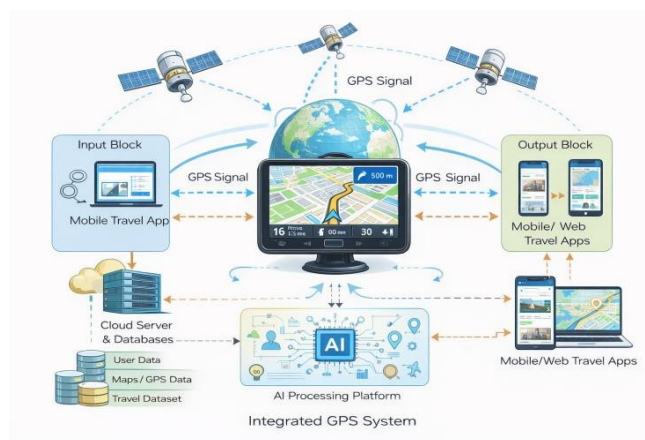 GPS Signal
Input Block
Mobile Travel App
GPS Signal
500 m
16
00 min
30
GPS Signal
Output Block
Mobile/ Web
Travel Apps
Cloud Server
& Databases
User Data
Maps / GPS Data
Travel Dataset
AI
AI Processing Platform
Mobile/Web Travel Apps
Integrated GPS System